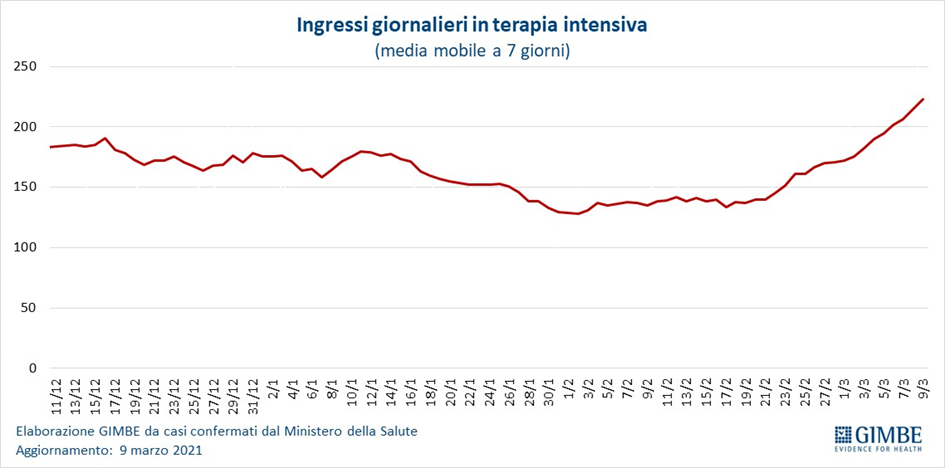 Ingressi giornalieri in terapia intensiva
(media mobile a 7 giorni)
250
200
150
100
50
0
11/12 13/12 15/12 17/12 19/12 21/12 23/12 25/12 27/12 29/12 31/12 2/1 4/1 6/1 8/1 10/1 12/1 14/1 16/1 18/1 20/1 22/1 24/1 26/1 28/1 30/1 1/2 3/2 5/2 7/2 9/2 11/2 13/2 15/2 17/2 19/2 21/2 23/2 25/2 27/2 1/3 3/3 5/3 7/3 9/3
Elaborazione GIMBE da casi confermati dal Ministero della Salute
Aggiornamento: 9 marzo 2021
GIMBE
EVIDENCE FOR HEALTH